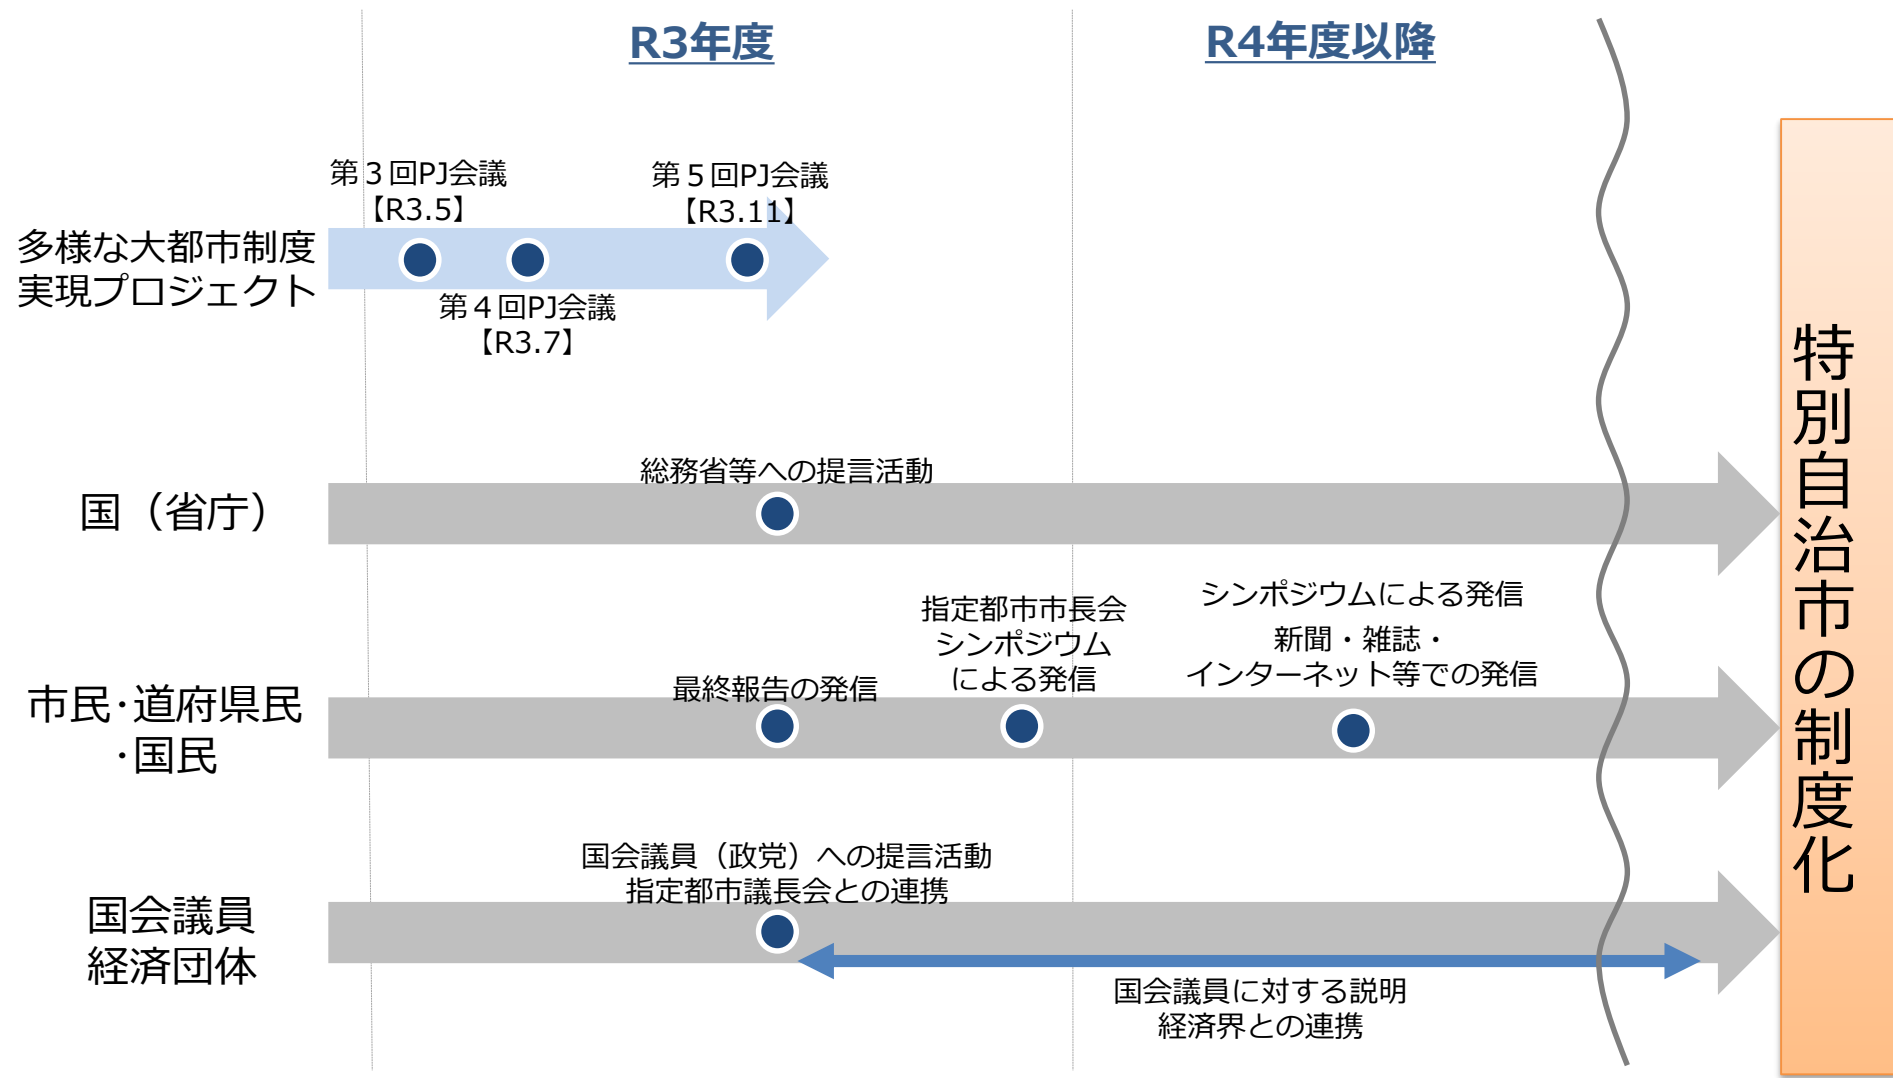 R3年度
R4年度以降
第３回PJ会議
【R3.5】
第５回PJ会議
【R3.11】
多様な大都市制度
実現プロジェクト
第４回PJ会議
【R3.7】
総務省等への提言活動
国（省庁）
指定都市市長会
シンポジウム
による発信
シンポジウムによる発信
新聞・雑誌・
インターネット等での発信
最終報告の発信
市民･道府県民
･国民
国会議員（政党）への提言活動
指定都市議長会との連携
国会議員
経済団体
国会議員に対する説明
経済界との連携
特別自治市の制度化